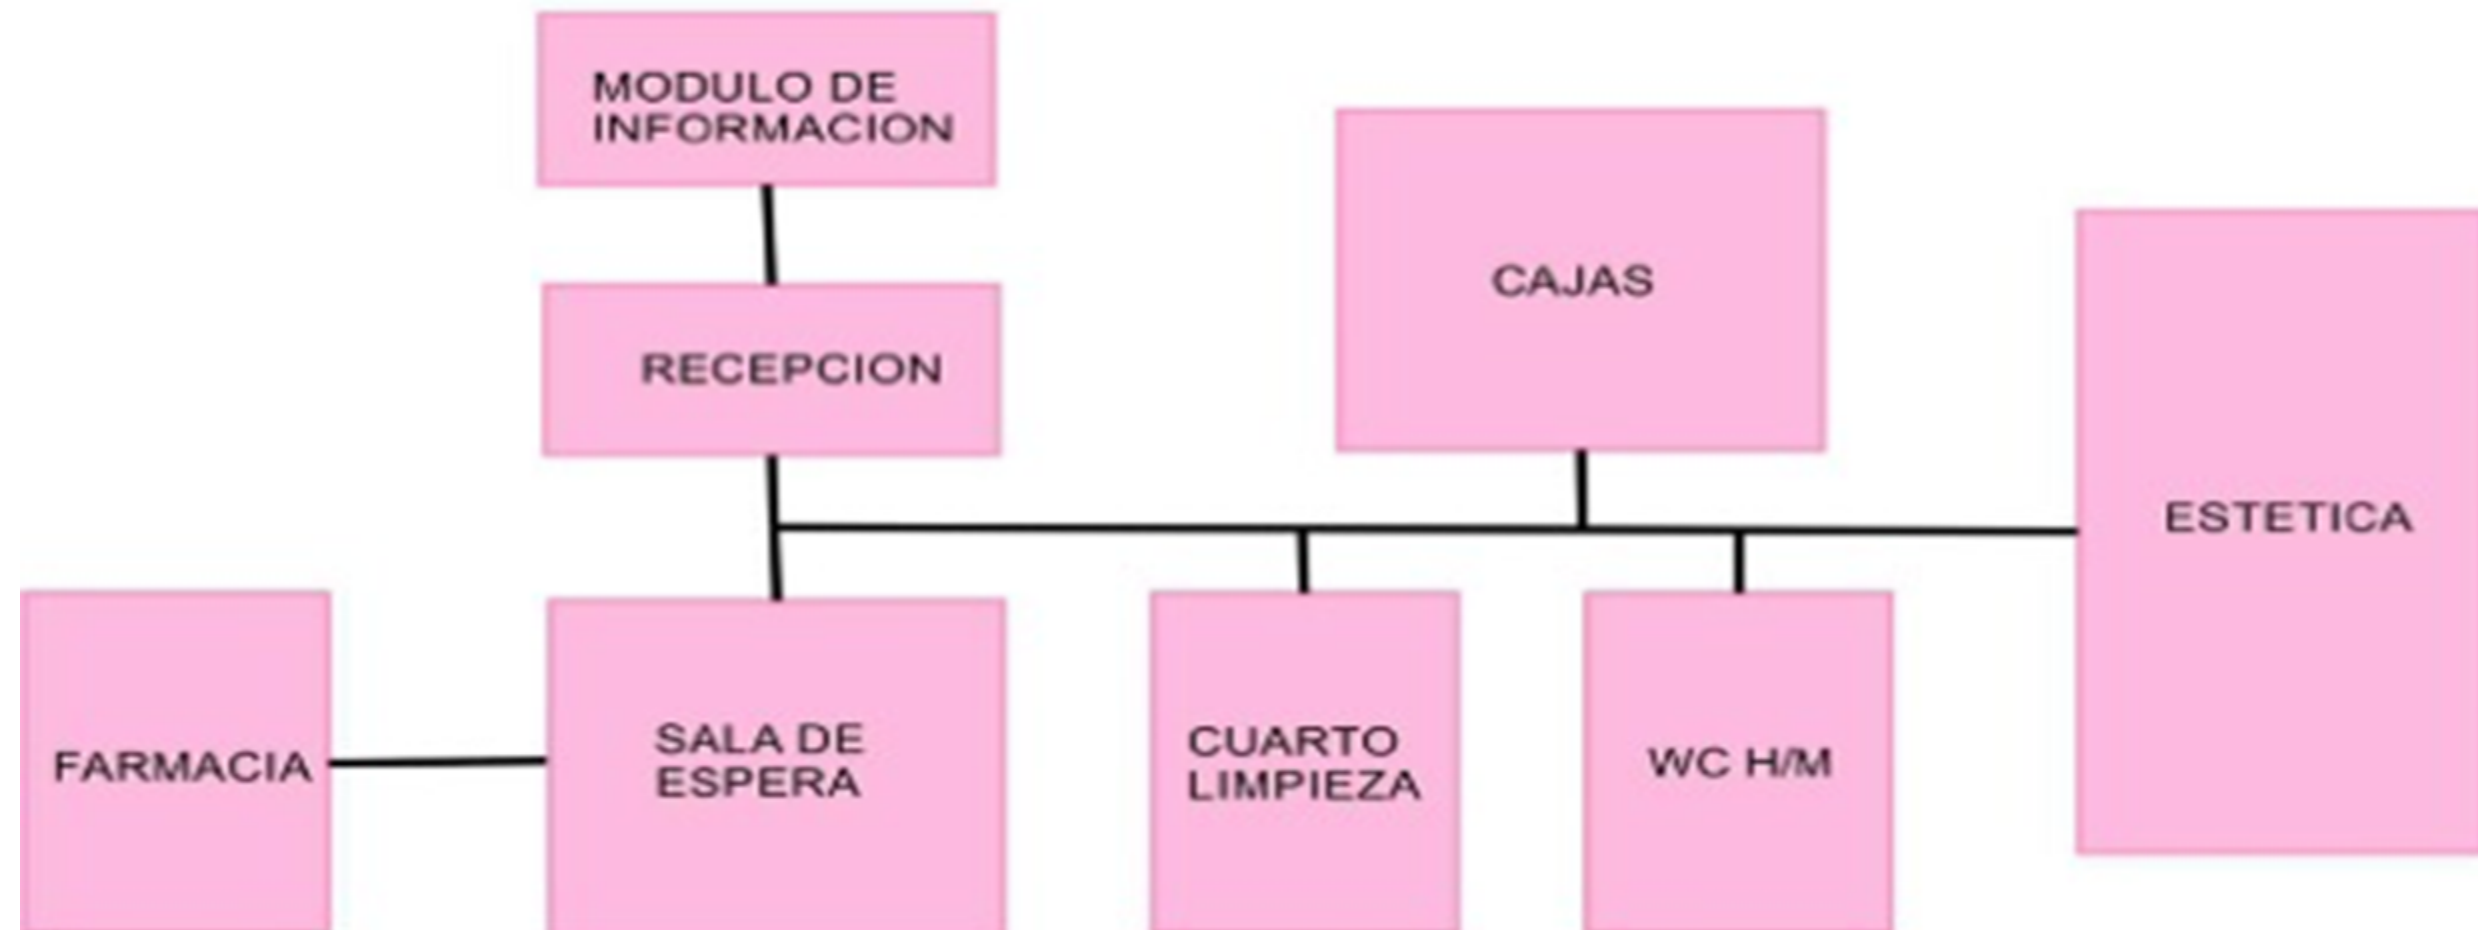 MODULO DE
INFORMACION
CAJAS
RECEPCION
ESTETICA
FARMACIA
SALA DE
ESPERA
CUARTO
LIMPIEZA
WC H/M